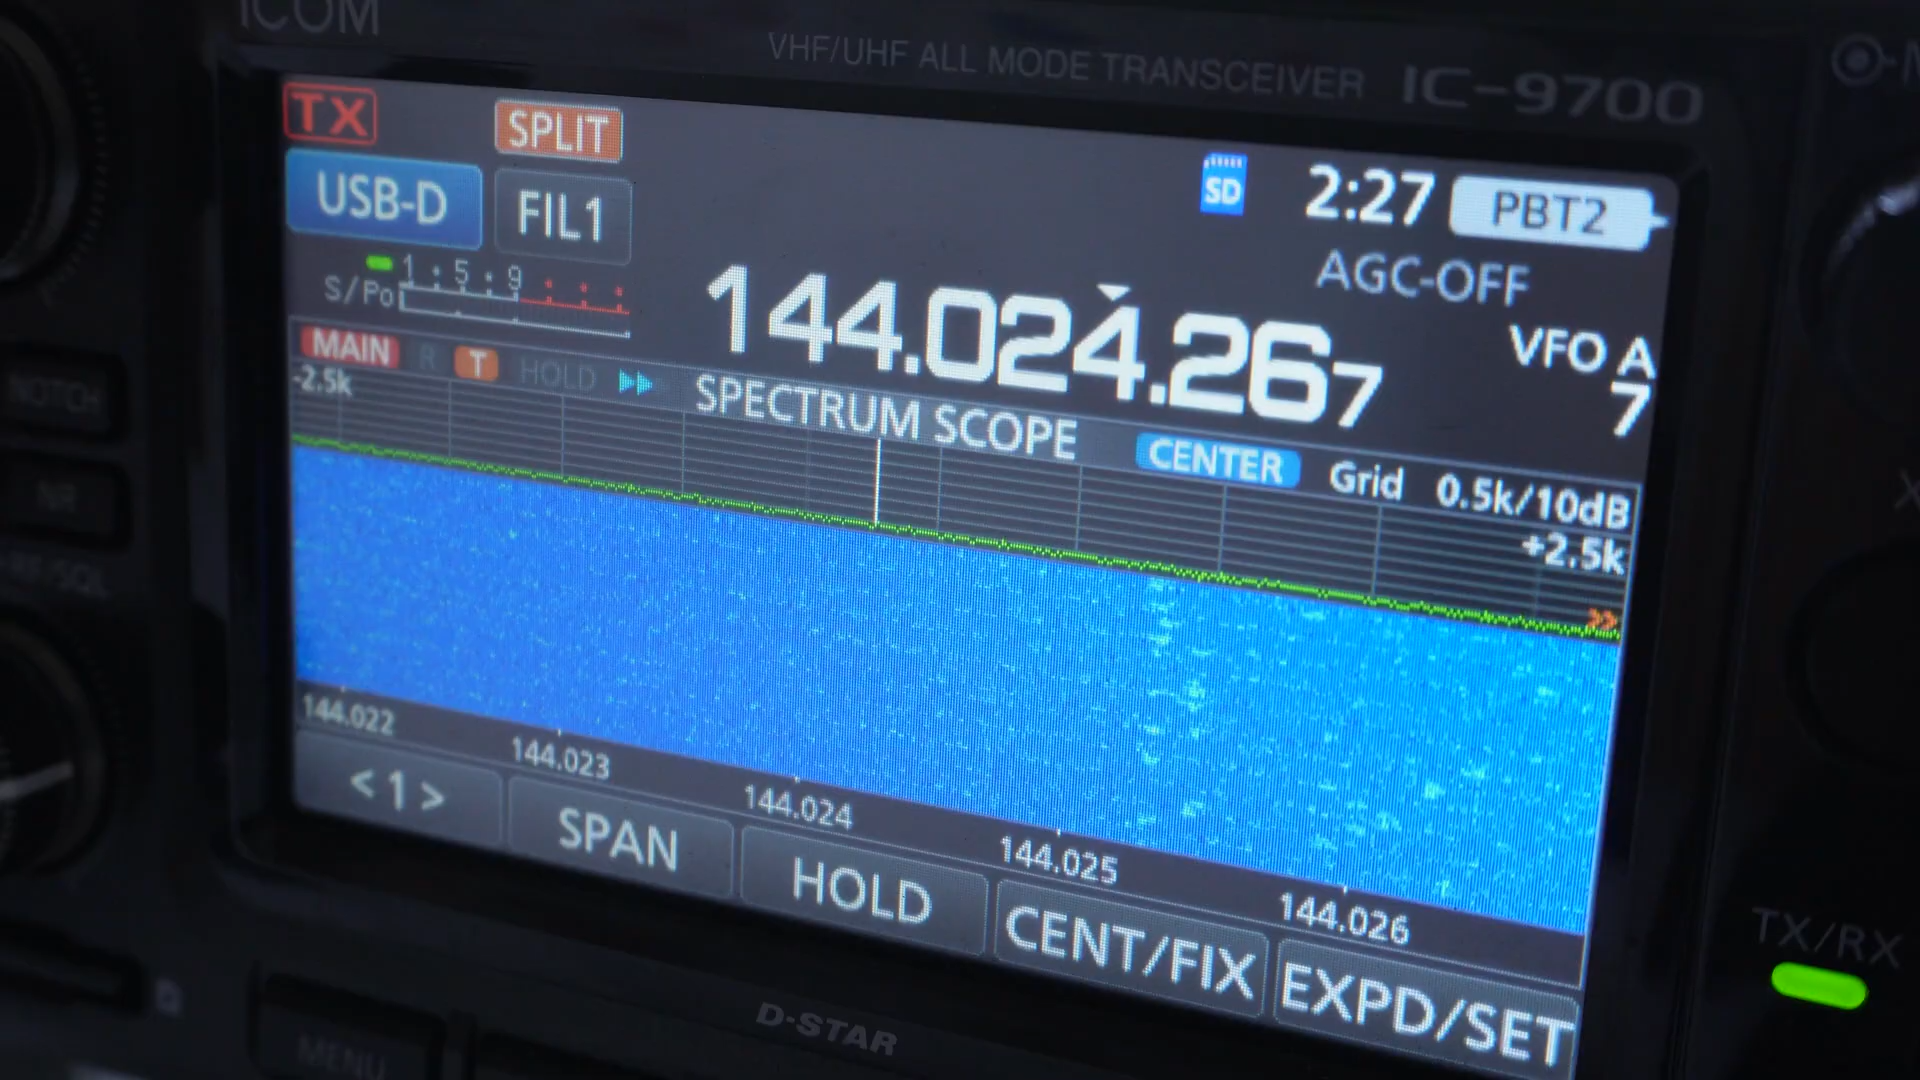 ICOM
VHF/UHF ALL MODE TRANSCEIVER IC-9700
TX SPLIT
USB-D FIL1
SD 2:27 PBT2
AGC-OFF
1 5 9
S/Po
144.024.267
VFO A
7
MAIN R T HOLD
SPECTRUM SCOPE CENTER Grid 0.5k/10dB
-2.5k
+2.5k
144.022 144.023 144.024 144.025 144.026
<1> SPAN HOLD CENT/FIX EXPD/SET
NOTCH
NR
TX/RX
D-STAR
MENU